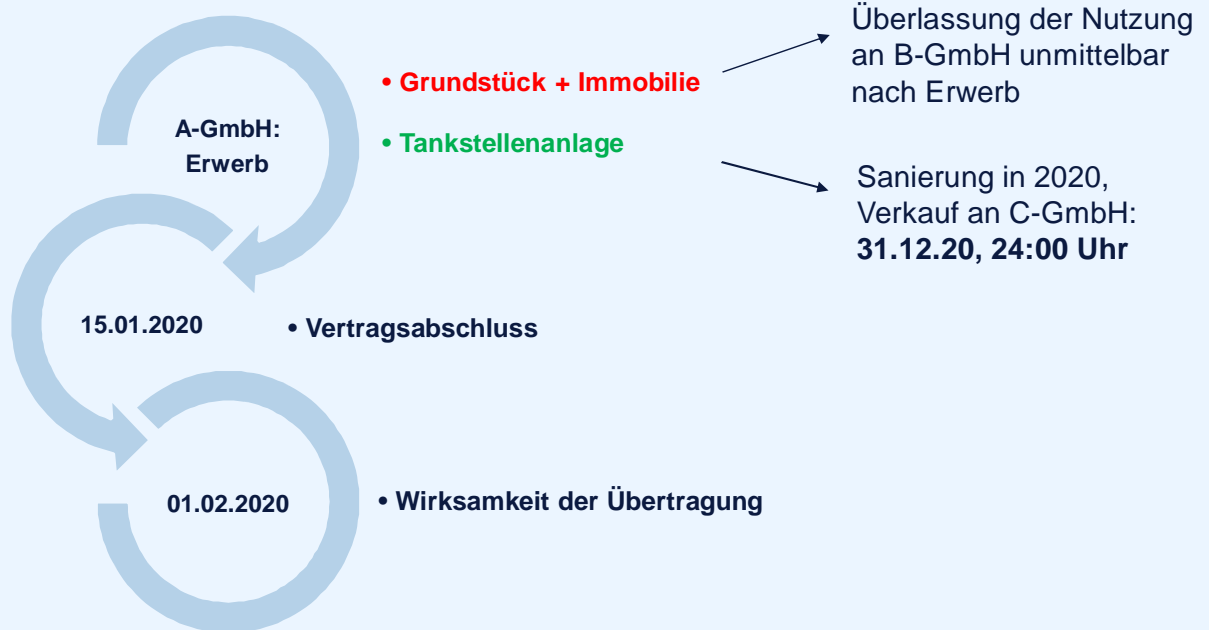 A-GmbH:
Erwerb
• Grundstück + Immobilie
• Tankstellenanlage
Überlassung der Nutzung
an B-GmbH unmittelbar
nach Erwerb
Sanierung in 2020,
Verkauf an C-GmbH:
31.12.20, 24:00 Uhr
15.01.2020
• Vertragsabschluss
01.02.2020
• Wirksamkeit der Übertragung